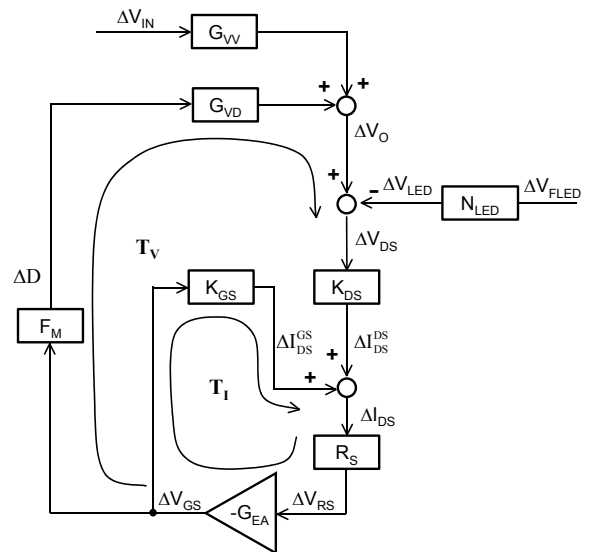 ΔV_IN
G_VV
+ +
G_VD
ΔV_O
+
- ΔV_LED
ΔV_FLED
N_LED
ΔV_DS
T_V
ΔD
K_GS
K_DS
F_M
ΔI_DS^GS
ΔI_DS^DS
+
+
T_I
ΔI_DS
R_S
ΔV_GS
-G_EA
ΔV_RS